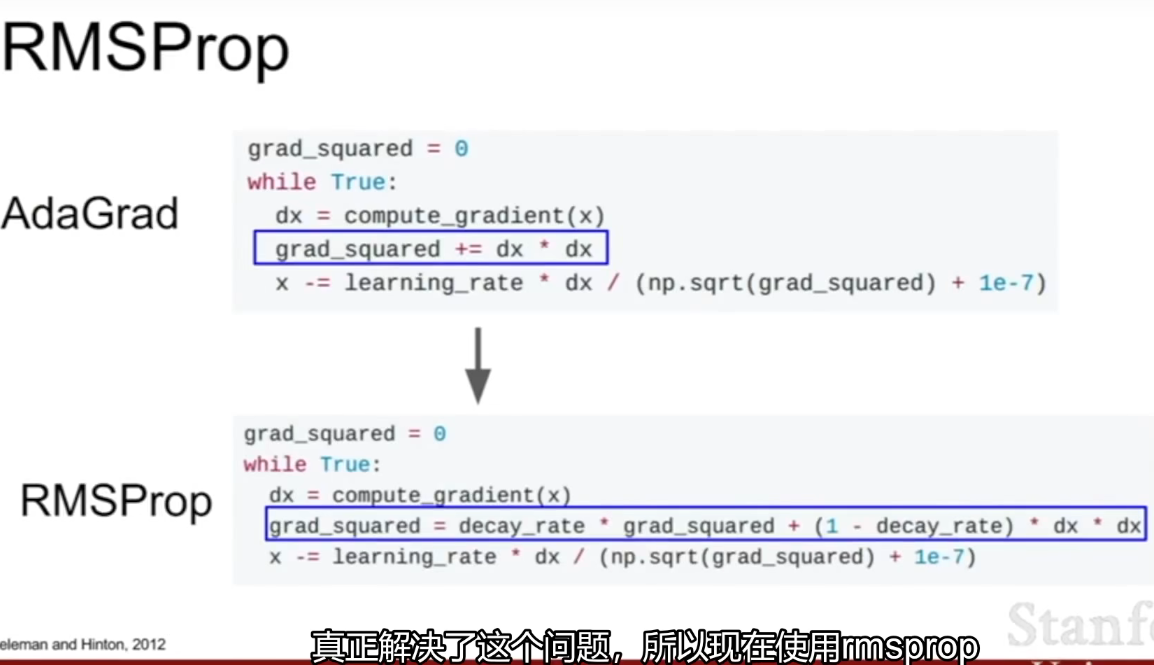 RMSProp
AdaGrad
grad_squared = 0
while True:
dx = compute_gradient(x)
grad_squared += dx * dx
x -= learning_rate * dx / (np.sqrt(grad_squared) + 1e-7)
RMSProp
grad_squared = 0
while True:
dx = compute_gradient(x)
grad_squared = decay_rate * grad_squared + (1 - decay_rate) * dx * dx
x -= learning_rate * dx / (np.sqrt(grad_squared) + 1e-7)
eleman and Hinton, 2012
Stanf
真正解决了这个问题，所以现在使用rmsprop